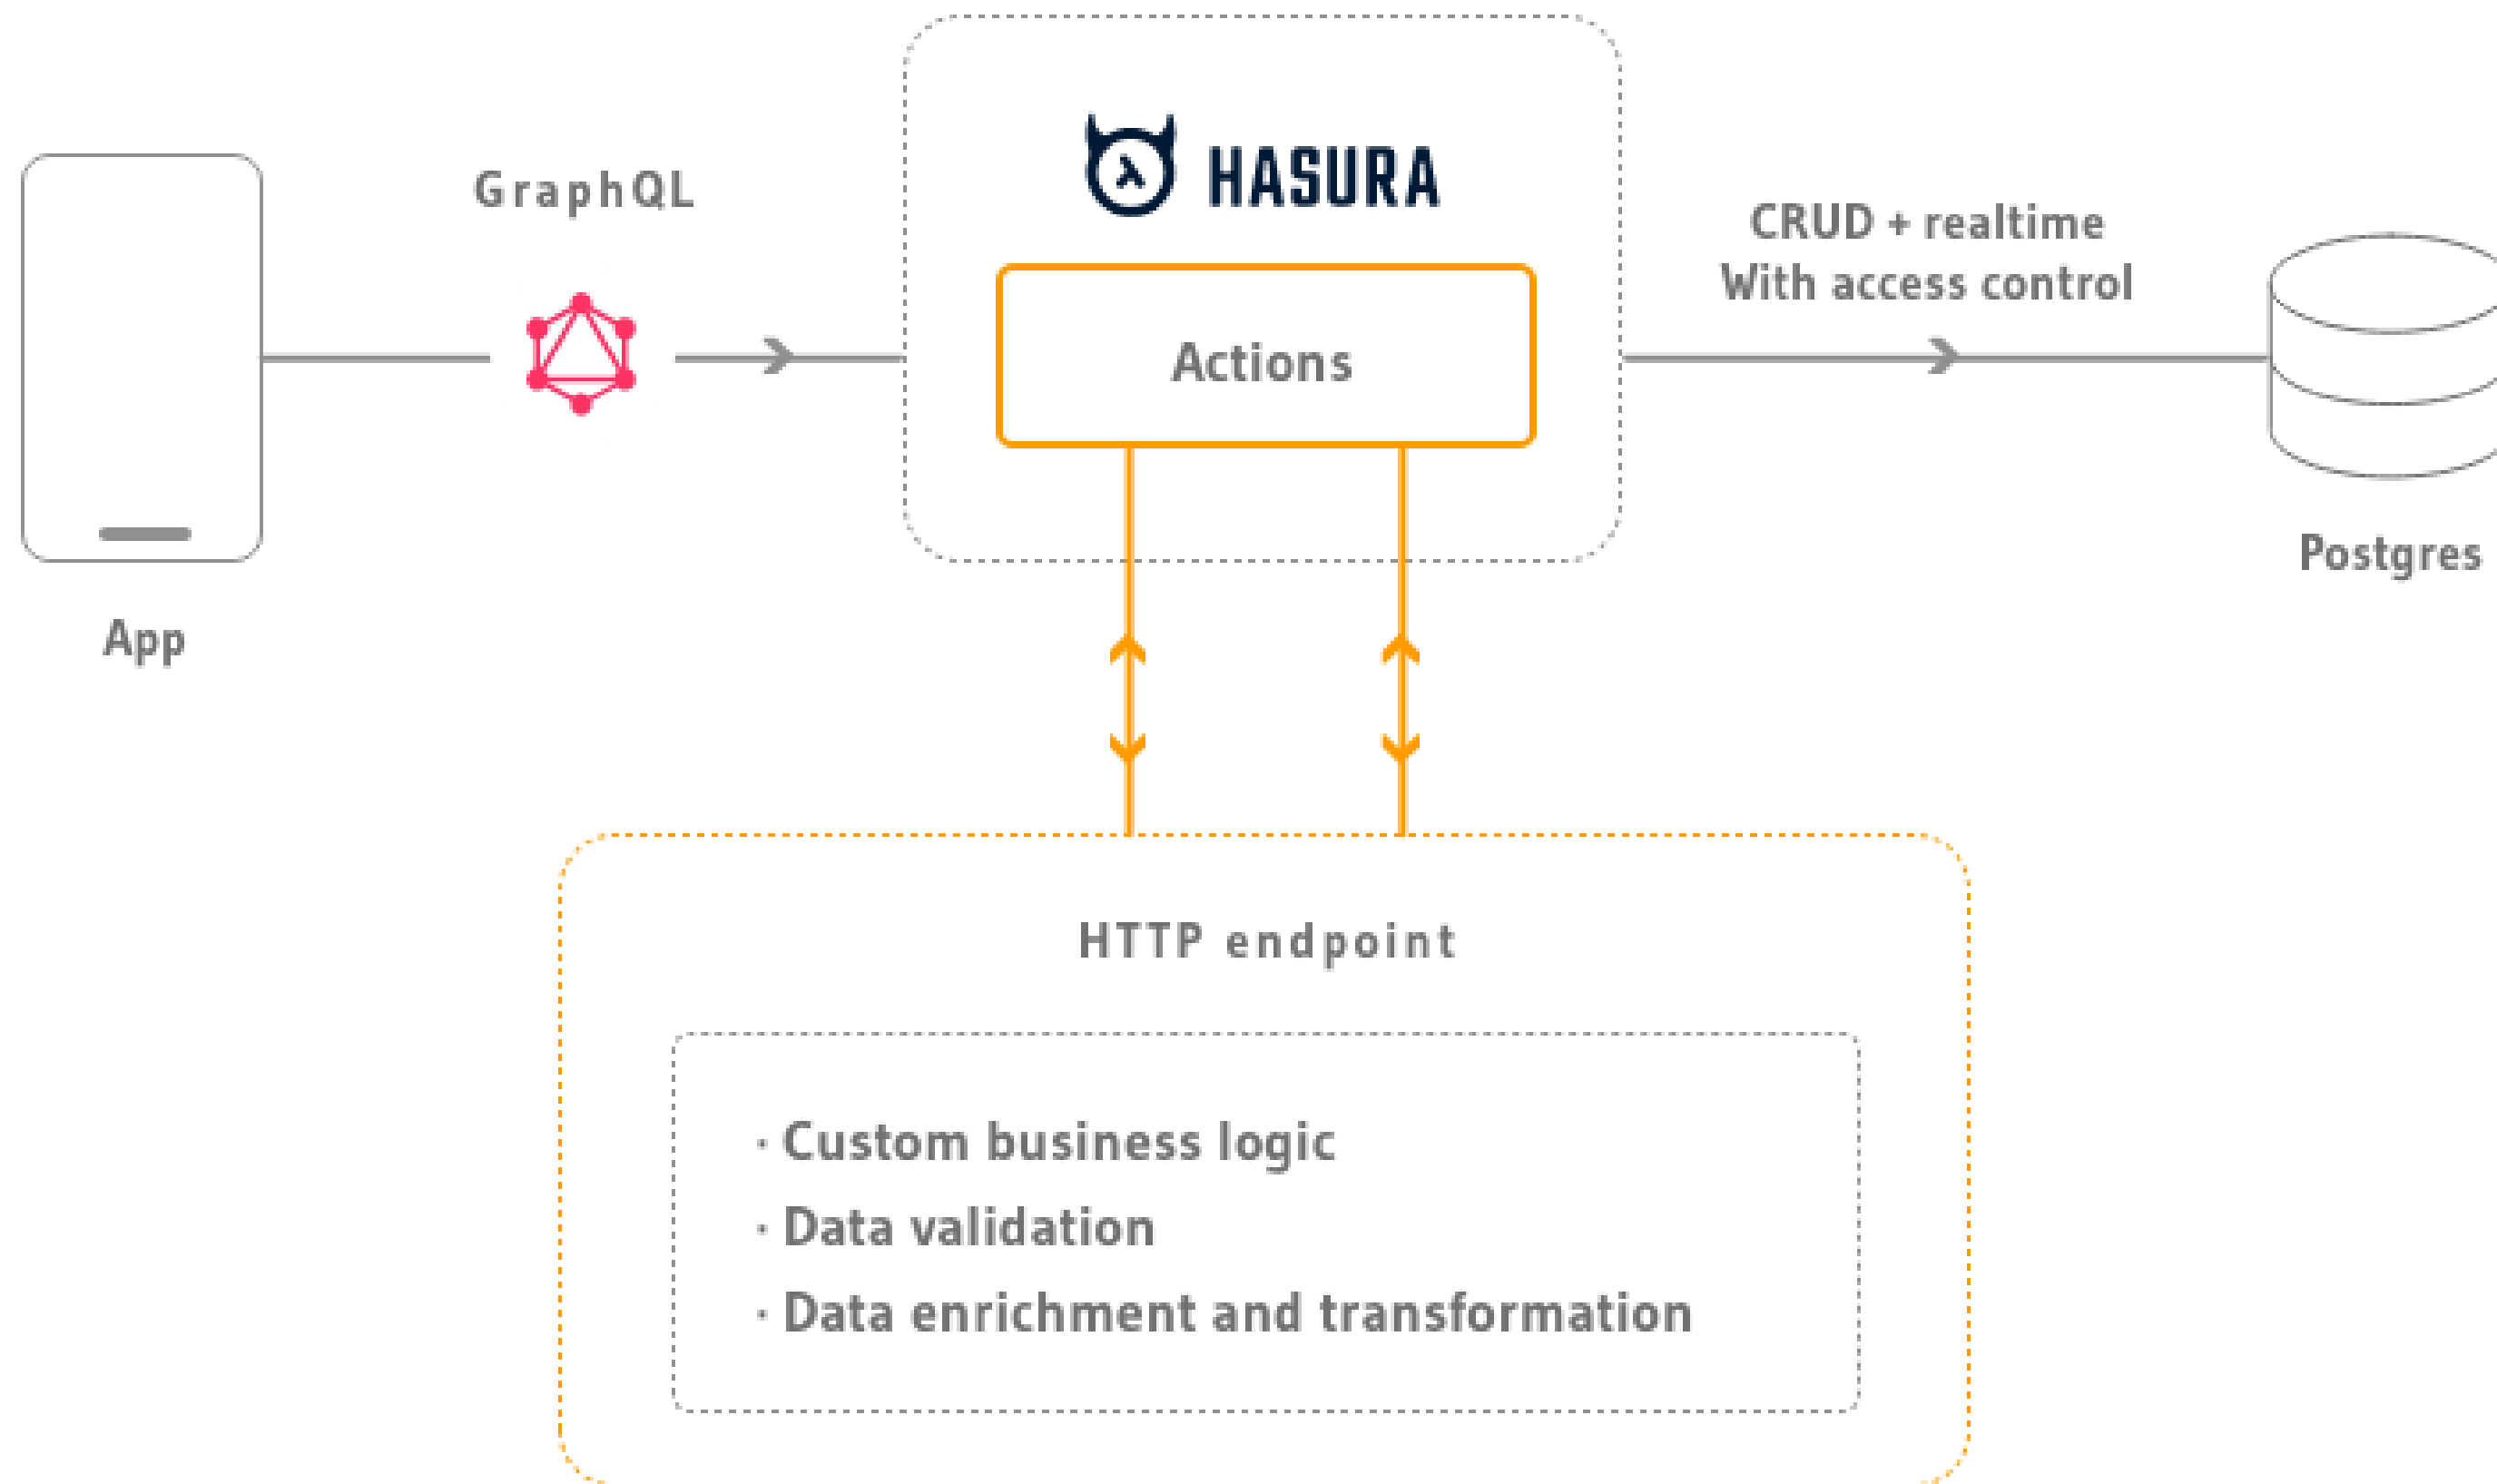 GraphQL
HASURA
CRUD + realtime
With access control
Actions
Postgres
App
HTTP endpoint
· Custom business logic
· Data validation
· Data enrichment and transformation